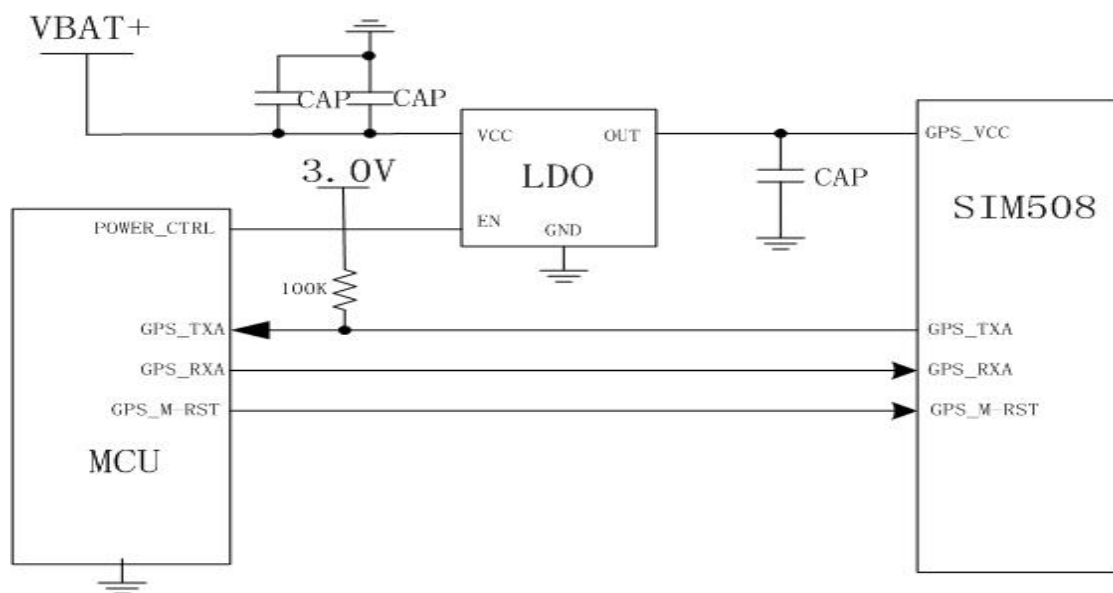 VBAT+
CAP
CAP
VCC
OUT
GPS_VCC
LDO
CAP
3.0V
SIM508
POWER_CTRL
EN
GND
100K
GPS_TXA
GPS_TXA
GPS_RXA
GPS_RXA
GPS_M-RST
GPS_M-RST
MCU